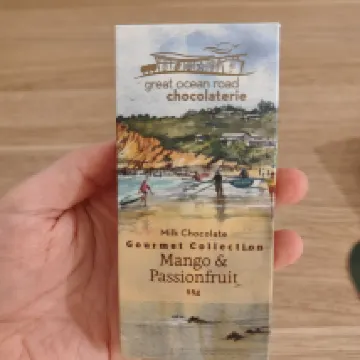 great ocean road
chocolaterie
Milk Chocolate
Gourmet Collection
Mango &
Passionfruit